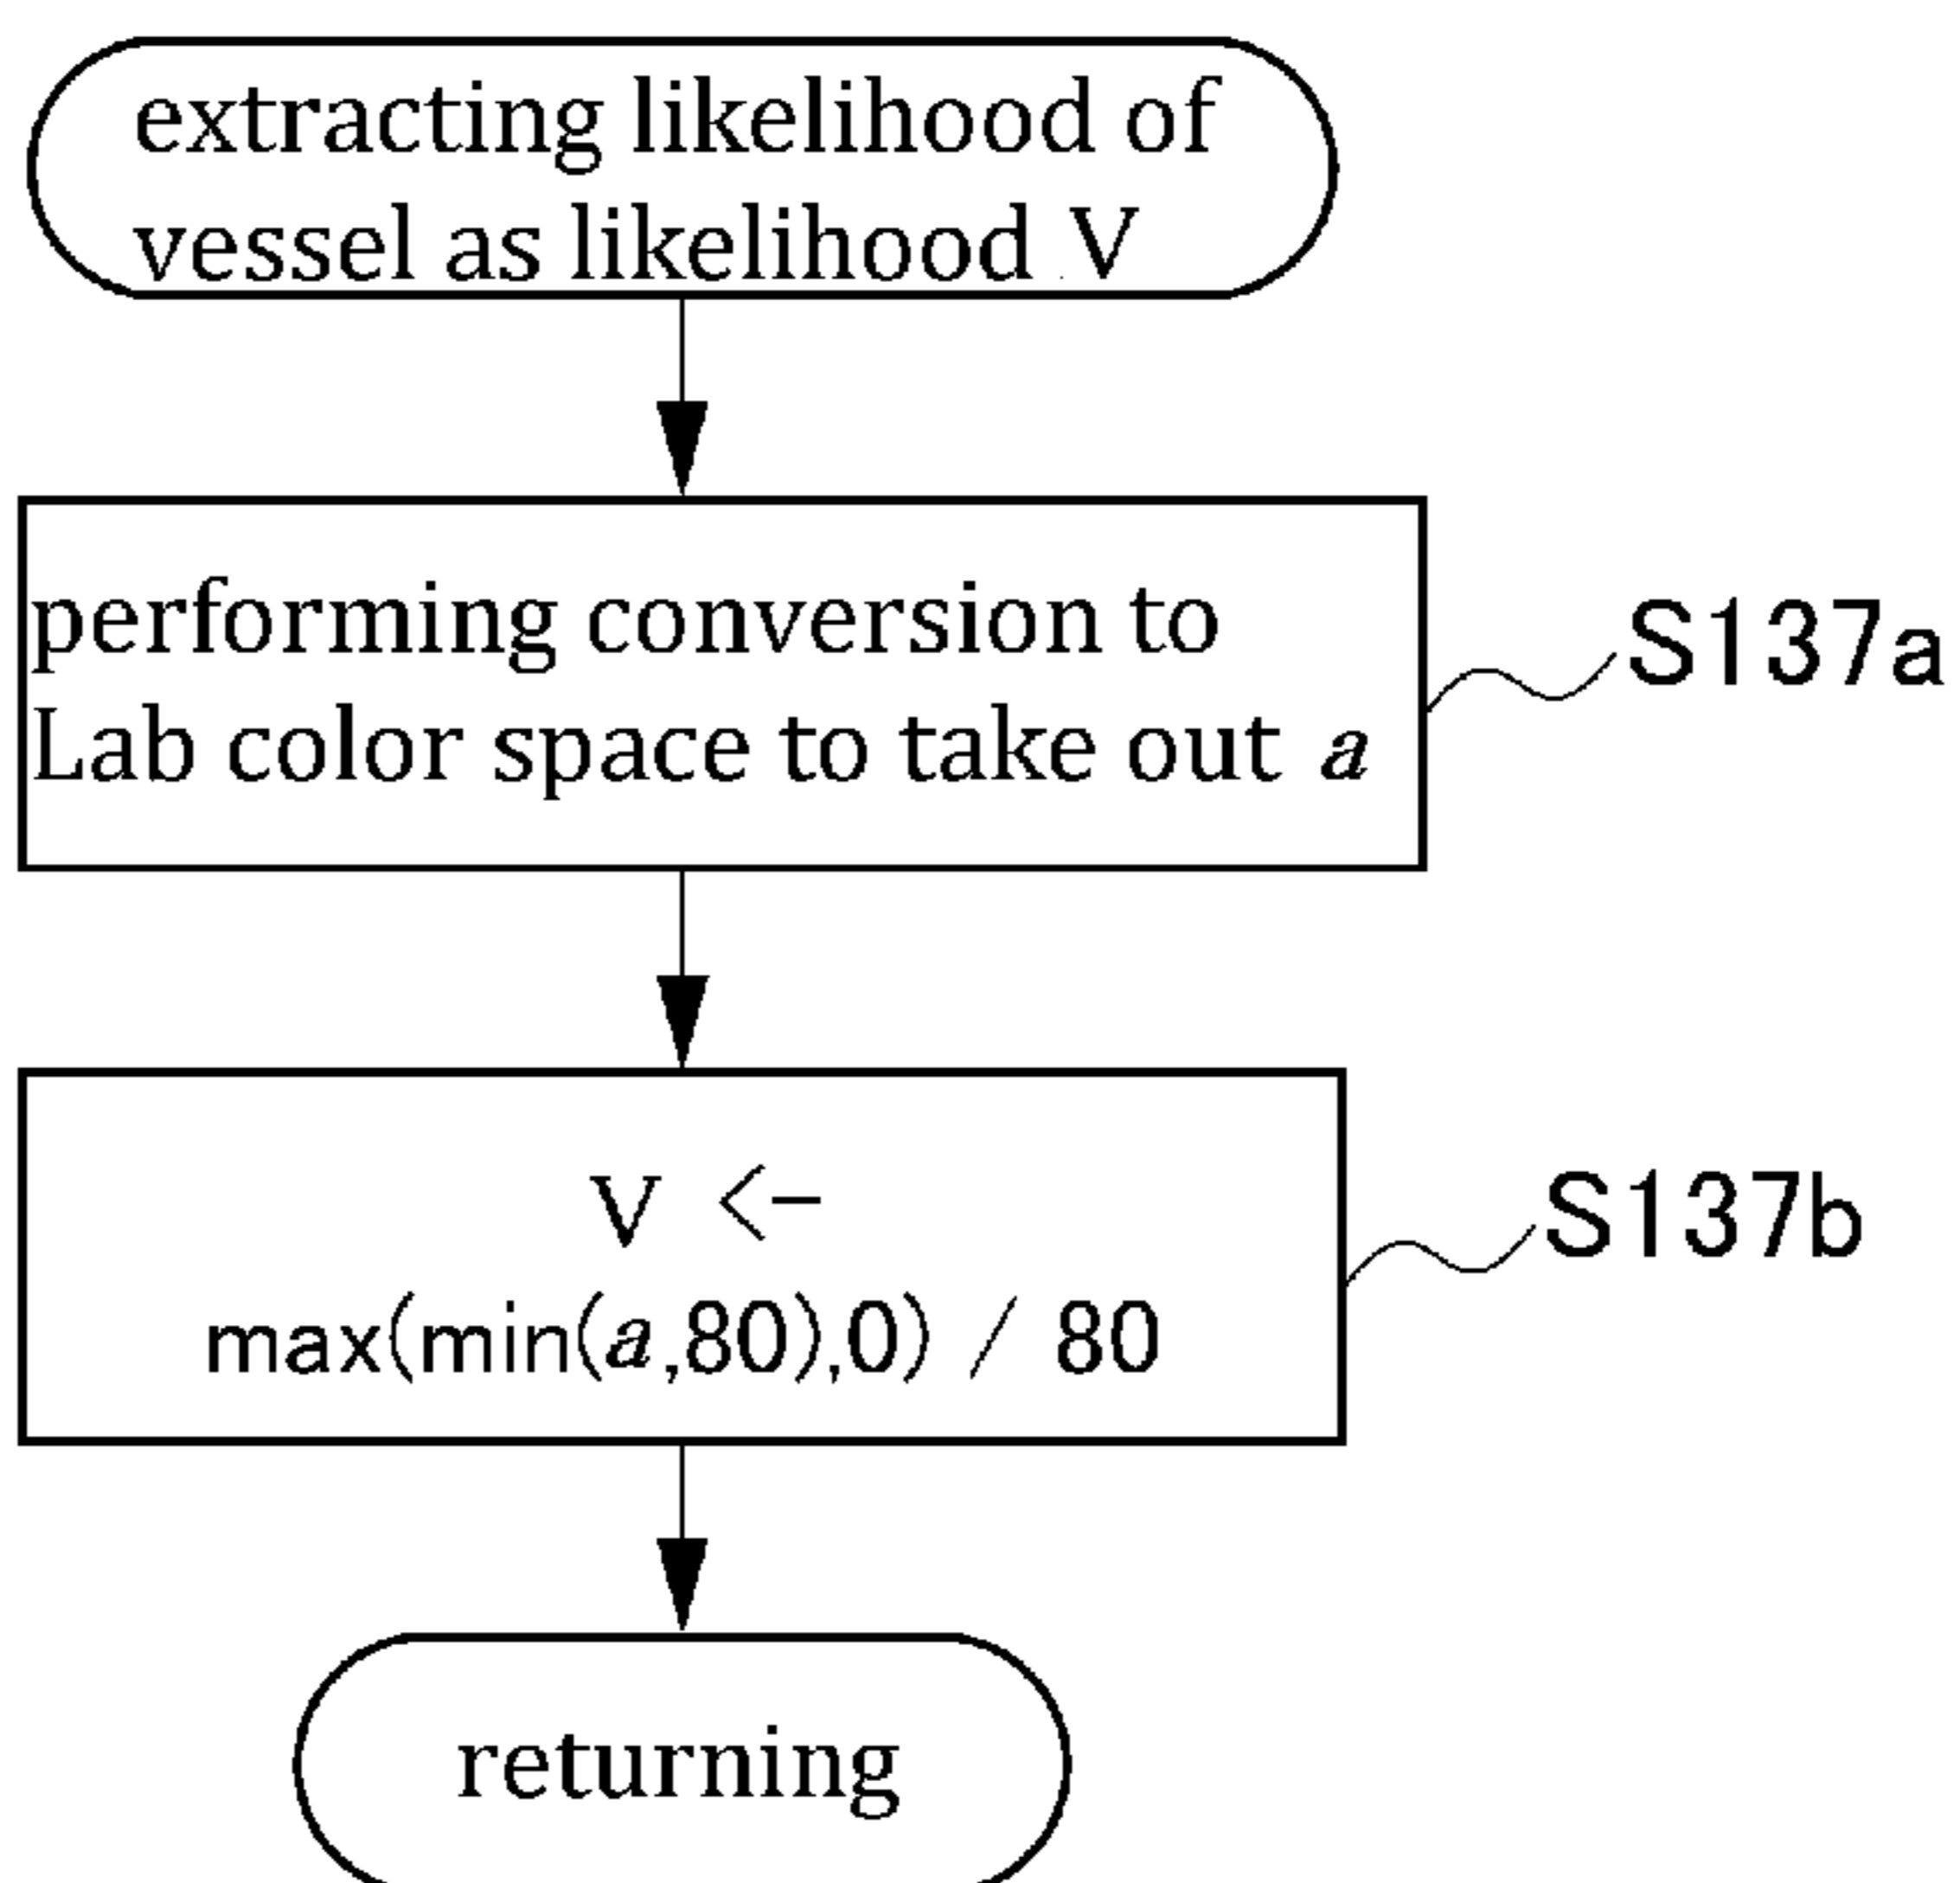 extracting likelihood of
vessel as likelihood V
performing conversion to
Lab color space to take out a
S137a
V <-
max(min(a,80),0) / 80
S137b
returning